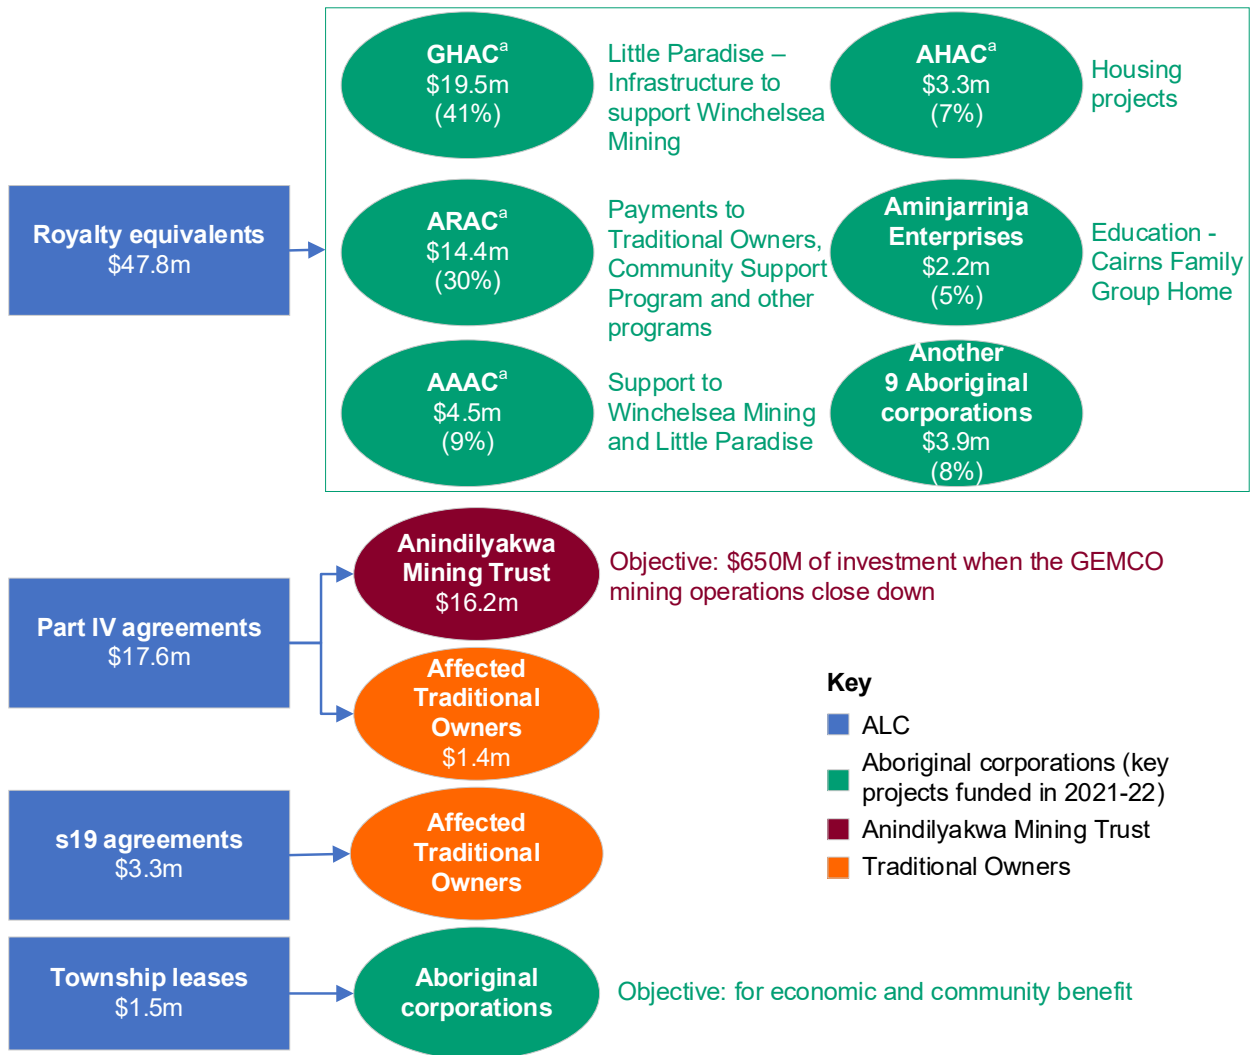 GHACᵃ
$19.5m
(41%)
Little Paradise –
Infrastructure to
support Winchelsea
Mining
AHACᵃ
$3.3m
(7%)
Housing
projects
Royalty equivalents
$47.8m
ARACᵃ
$14.4m
(30%)
Payments to
Traditional Owners,
Community Support
Program and other
programs
Aminjarrinja
Enterprises
$2.2m
(5%)
Education -
Cairns Family
Group Home
AAACᵃ
$4.5m
(9%)
Support to
Winchelsea Mining
and Little Paradise
Another
9 Aboriginal
corporations
$3.9m
(8%)
Part IV agreements
$17.6m
Anindilyakwa
Mining Trust
$16.2m
Objective: $650M of investment when the GEMCO
mining operations close down
Affected
Traditional
Owners
$1.4m
s19 agreements
$3.3m
Affected
Traditional
Owners
Township leases
$1.5m
Aboriginal
corporations
Objective: for economic and community benefit
Key
ALC
Aboriginal corporations (key
projects funded in 2021-22)
Anindilyakwa Mining Trust
Traditional Owners